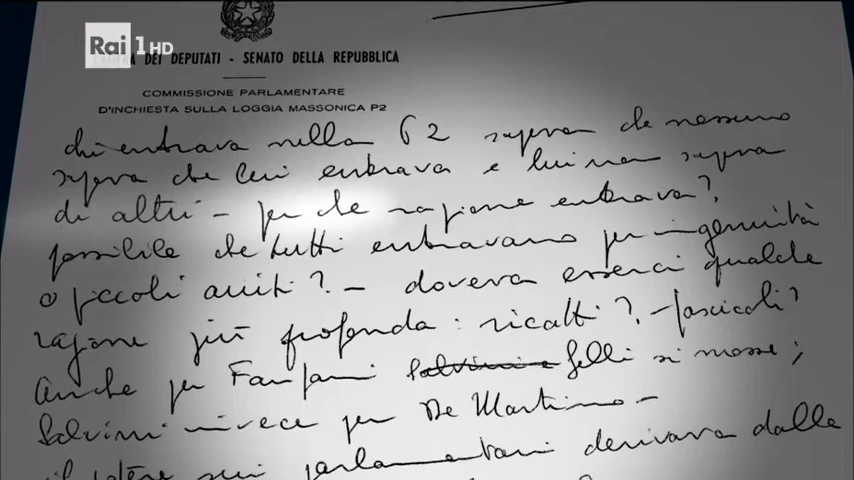 Rai 1 HD
DEI DEPUTATI - SENATO DELLA REPUBBLICA
COMMISSIONE PARLAMENTARE
D'INCHIESTA SULLA LOGGIA MASSONICA P2
chi entrava nella P2 sapeva che nessuno
sapeva che lui entrava e lui non sapeva
di altri - per che ragione entrava?
possibile che tutti entravano per ingenuità
o piccoli aiuti? - doveva esserci qualche
ragione più profonda: ricatti? - fascicoli?
Anche per Fanfani Salvini e Gelli si mosse;
Salvini invece per De Martino -
il potere sui parlamentari derivava dalle